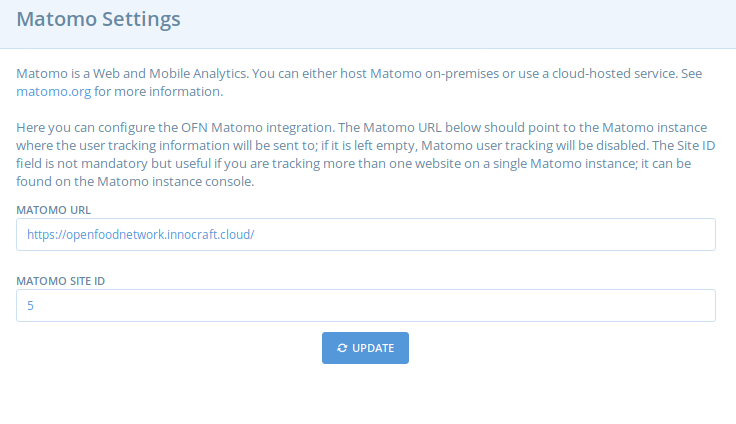 Matomo Settings
Matomo is a Web and Mobile Analytics. You can either host Matomo on-premises or use a cloud-hosted service. See
matomo.org for more information.
Here you can configure the OFN Matomo integration. The Matomo URL below should point to the Matomo instance
where the user tracking information will be sent to; if it is left empty, Matomo user tracking will be disabled. The Site ID
field is not mandatory but useful if you are tracking more than one website on a single Matomo instance; it can be
found on the Matomo instance console.
MATOMO URL
https://openfoodnetwork.innocraft.cloud/
MATOMO SITE ID
5
UPDATE